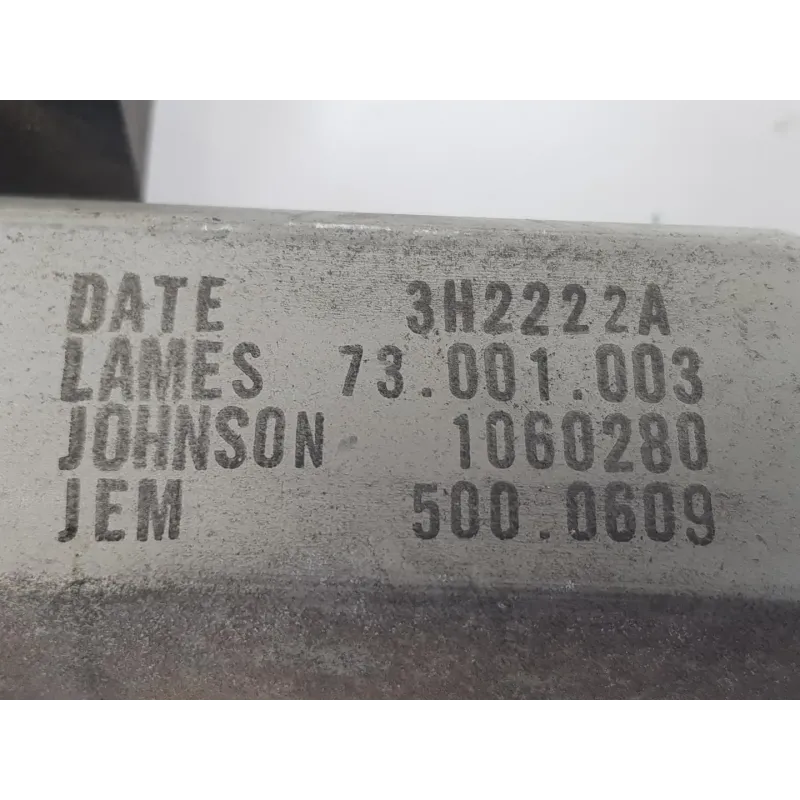 DATE 3H2222A
LAMES 73.001.003
JOHNSON 1060280
JEM 500.0609